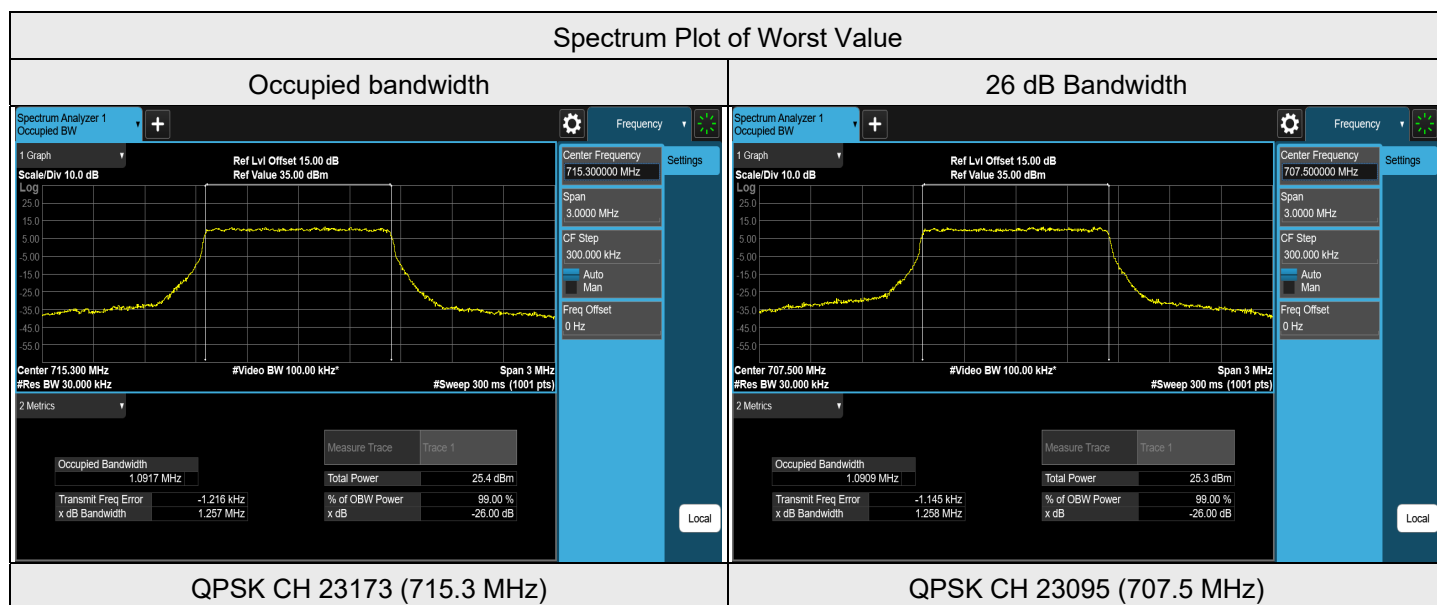 Spectrum Plot of Worst Value
Occupied bandwidth
26 dB Bandwidth
Spectrum Analyzer 1
Occupied BW
+
Frequency
1 Graph
Ref Lvl Offset 15.00 dB
Scale/Div 10.0 dB
Ref Value 35.00 dBm
Log
25.0
15.0
5.00
-5.00
-15.0
-25.0
-35.0
-45.0
-55.0
Center 715.300 MHz
#Video BW 100.00 kHz*
Span 3 MHz
#Res BW 30.000 kHz
#Sweep 300 ms (1001 pts)
Center Frequency
715.300000 MHz
Settings
Span
3.0000 MHz
CF Step
300.000 kHz
Auto
Man
Freq Offset
0 Hz
Local
2 Metrics
Measure Trace
Trace 1
Occupied Bandwidth
1.0917 MHz
Total Power
25.4 dBm
Transmit Freq Error
-1.216 kHz
% of OBW Power
99.00 %
x dB Bandwidth
1.257 MHz
x dB
-26.00 dB
Spectrum Analyzer 1
Occupied BW
+
Frequency
1 Graph
Ref Lvl Offset 15.00 dB
Scale/Div 10.0 dB
Ref Value 35.00 dBm
Log
25.0
15.0
5.00
-5.00
-15.0
-25.0
-35.0
-45.0
-55.0
Center 707.500 MHz
#Video BW 100.00 kHz*
Span 3 MHz
#Res BW 30.000 kHz
#Sweep 300 ms (1001 pts)
Center Frequency
707.500000 MHz
Settings
Span
3.0000 MHz
CF Step
300.000 kHz
Auto
Man
Freq Offset
0 Hz
Local
2 Metrics
Measure Trace
Trace 1
Occupied Bandwidth
1.0909 MHz
Total Power
25.3 dBm
Transmit Freq Error
-1.145 kHz
% of OBW Power
99.00 %
x dB Bandwidth
1.258 MHz
x dB
-26.00 dB
QPSK CH 23173 (715.3 MHz)
QPSK CH 23095 (707.5 MHz)